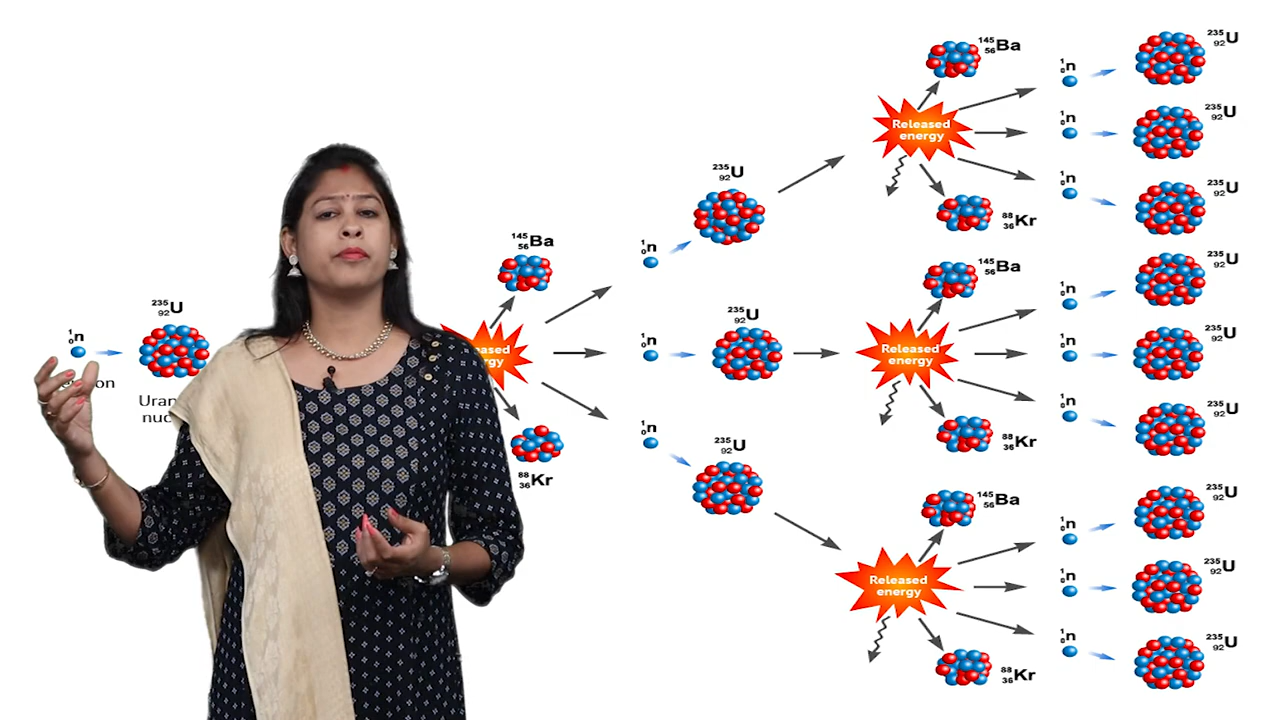 ¹₀n
²³⁵₉₂U
Uran
nuc
¹⁴⁵₅₆Ba
⁸⁸₃₆Kr
¹₀n
²³⁵₉₂U
¹₀n
²³⁵₉₂U
¹₀n
²³⁵₉₂U
¹⁴⁵₅₆Ba
Released
energy
⁸⁸₃₆Kr
¹₀n
²³⁵₉₂U
¹₀n
²³⁵₉₂U
¹₀n
²³⁵₉₂U
¹⁴⁵₅₆Ba
Released
energy
⁸⁸₃₆Kr
¹₀n
²³⁵₉₂U
¹₀n
²³⁵₉₂U
¹₀n
²³⁵₉₂U
¹⁴⁵₅₆Ba
Released
energy
⁸⁸₃₆Kr
¹₀n
²³⁵₉₂U
¹₀n
²³⁵₉₂U
¹₀n
²³⁵₉₂U